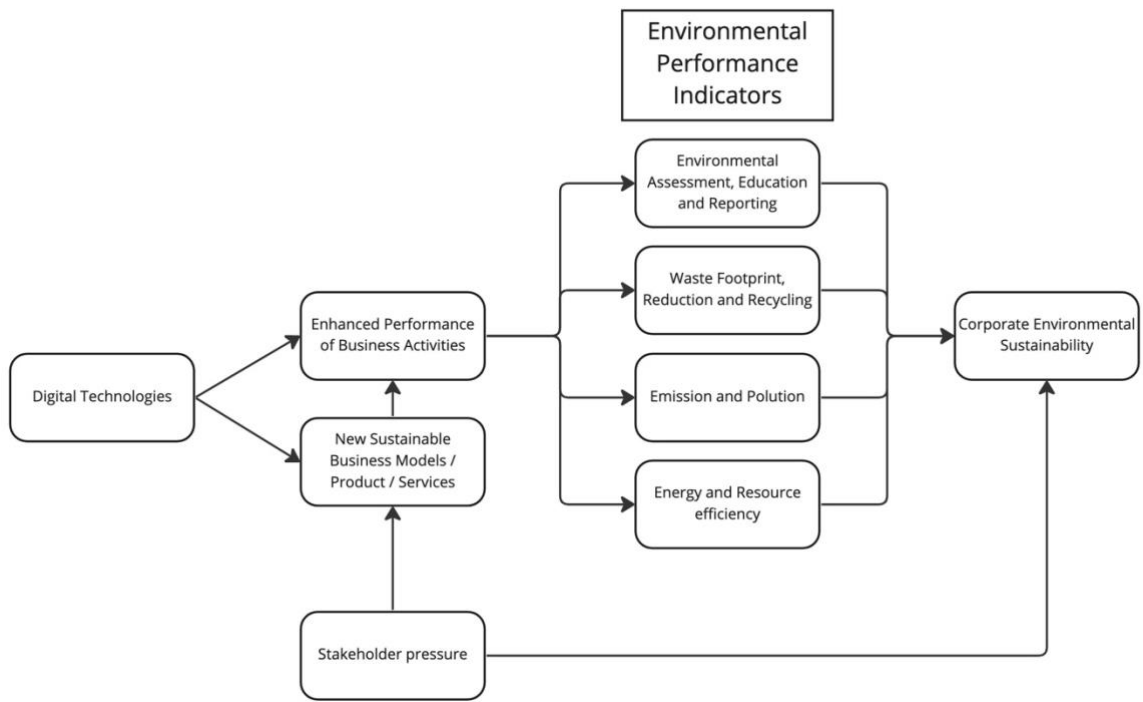 Environmental
Performance
Indicators
Environmental
Assessment, Education
and Reporting
Waste Footprint,
Reduction and Recycling
Enhanced Performance
of Business Activities
Corporate Environmental
Sustainability
Digital Technologies
Emission and Polution
New Sustainable
Business Models /
Product / Services
Energy and Resource
efficiency
Stakeholder pressure